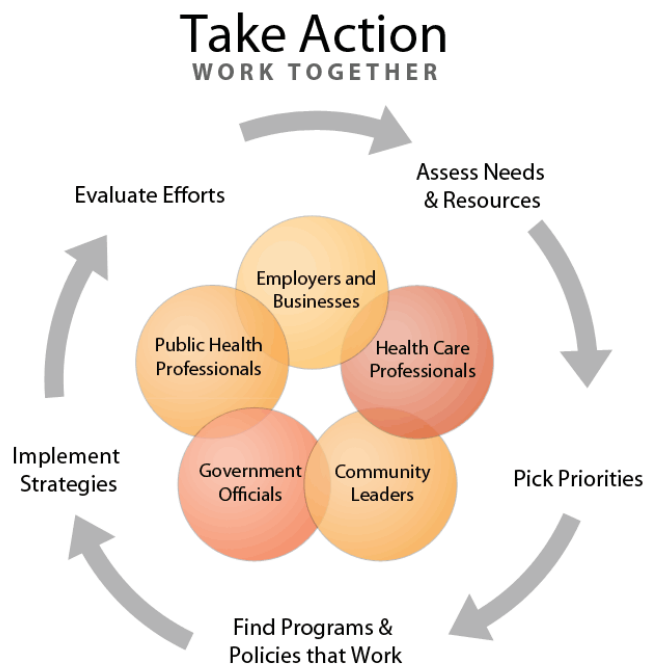 Take Action
WORK TOGETHER
Assess Needs
& Resources
Pick Priorities
Find Programs &
Policies that Work
Implement
Strategies
Evaluate Efforts
Employers and
Businesses
Health Care
Professionals
Community
Leaders
Government
Officials
Public Health
Professionals